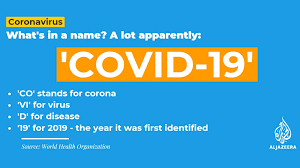 Coronavirus
What's in a name? A lot apparently:
'COVID-19'
• 'CO' stands for corona
• 'VI' for virus
• 'D' for disease
• '19' for 2019 - the year it was first identified
Source: World Health Organization
ALJAZEERA